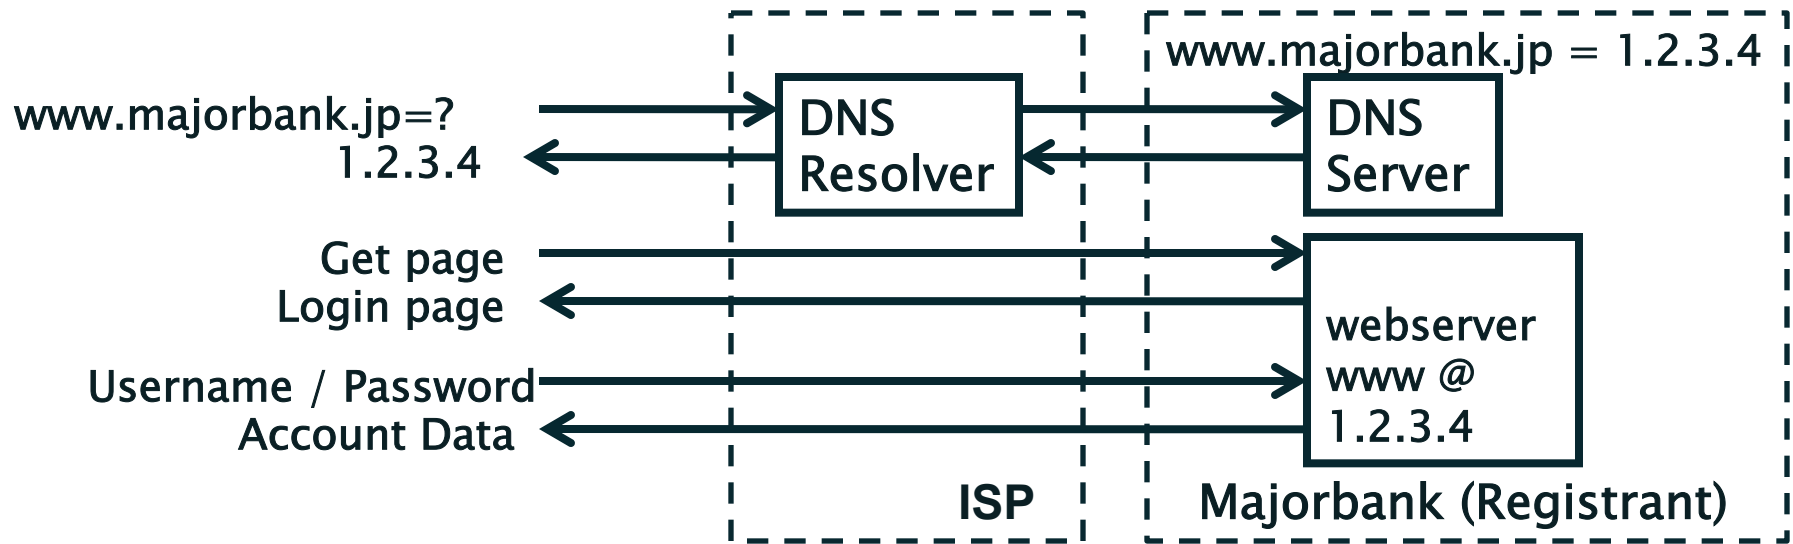 www.majorbank.jp = 1.2.3.4
www.majorbank.jp=?
1.2.3.4
DNS
Resolver
DNS
Server
Get page
Login page
Username / Password
Account Data
webserver
www @
1.2.3.4
ISP
Majorbank (Registrant)